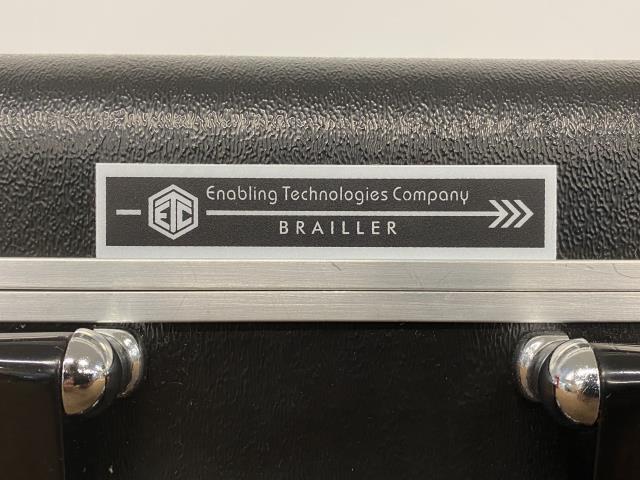 ETC
Enabling Technologies Company
BRAILLER